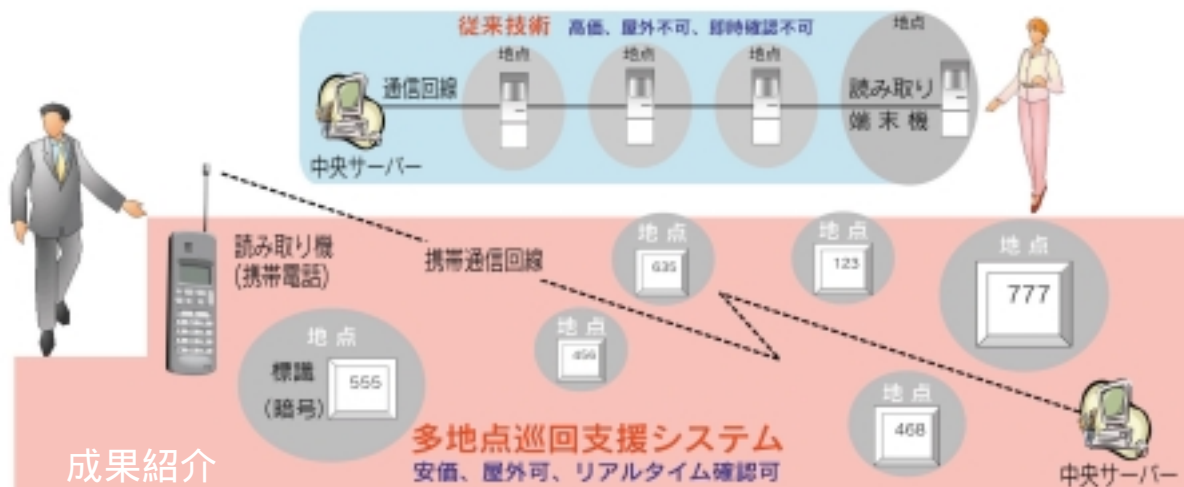 従来技術 高価、屋外不可、即時確認不可
地点
地点
地点
地点
通信回線
読み取り
端末機
中央サーバー
読み取り機
(携帯電話)
携帯通信回線
地点
635
地点
123
地点
777
地点
標識
(暗号)
555
地点
456
地点
468
多地点巡回支援システム
安価、屋外可、リアルタイム確認可
中央サーバー
成果紹介